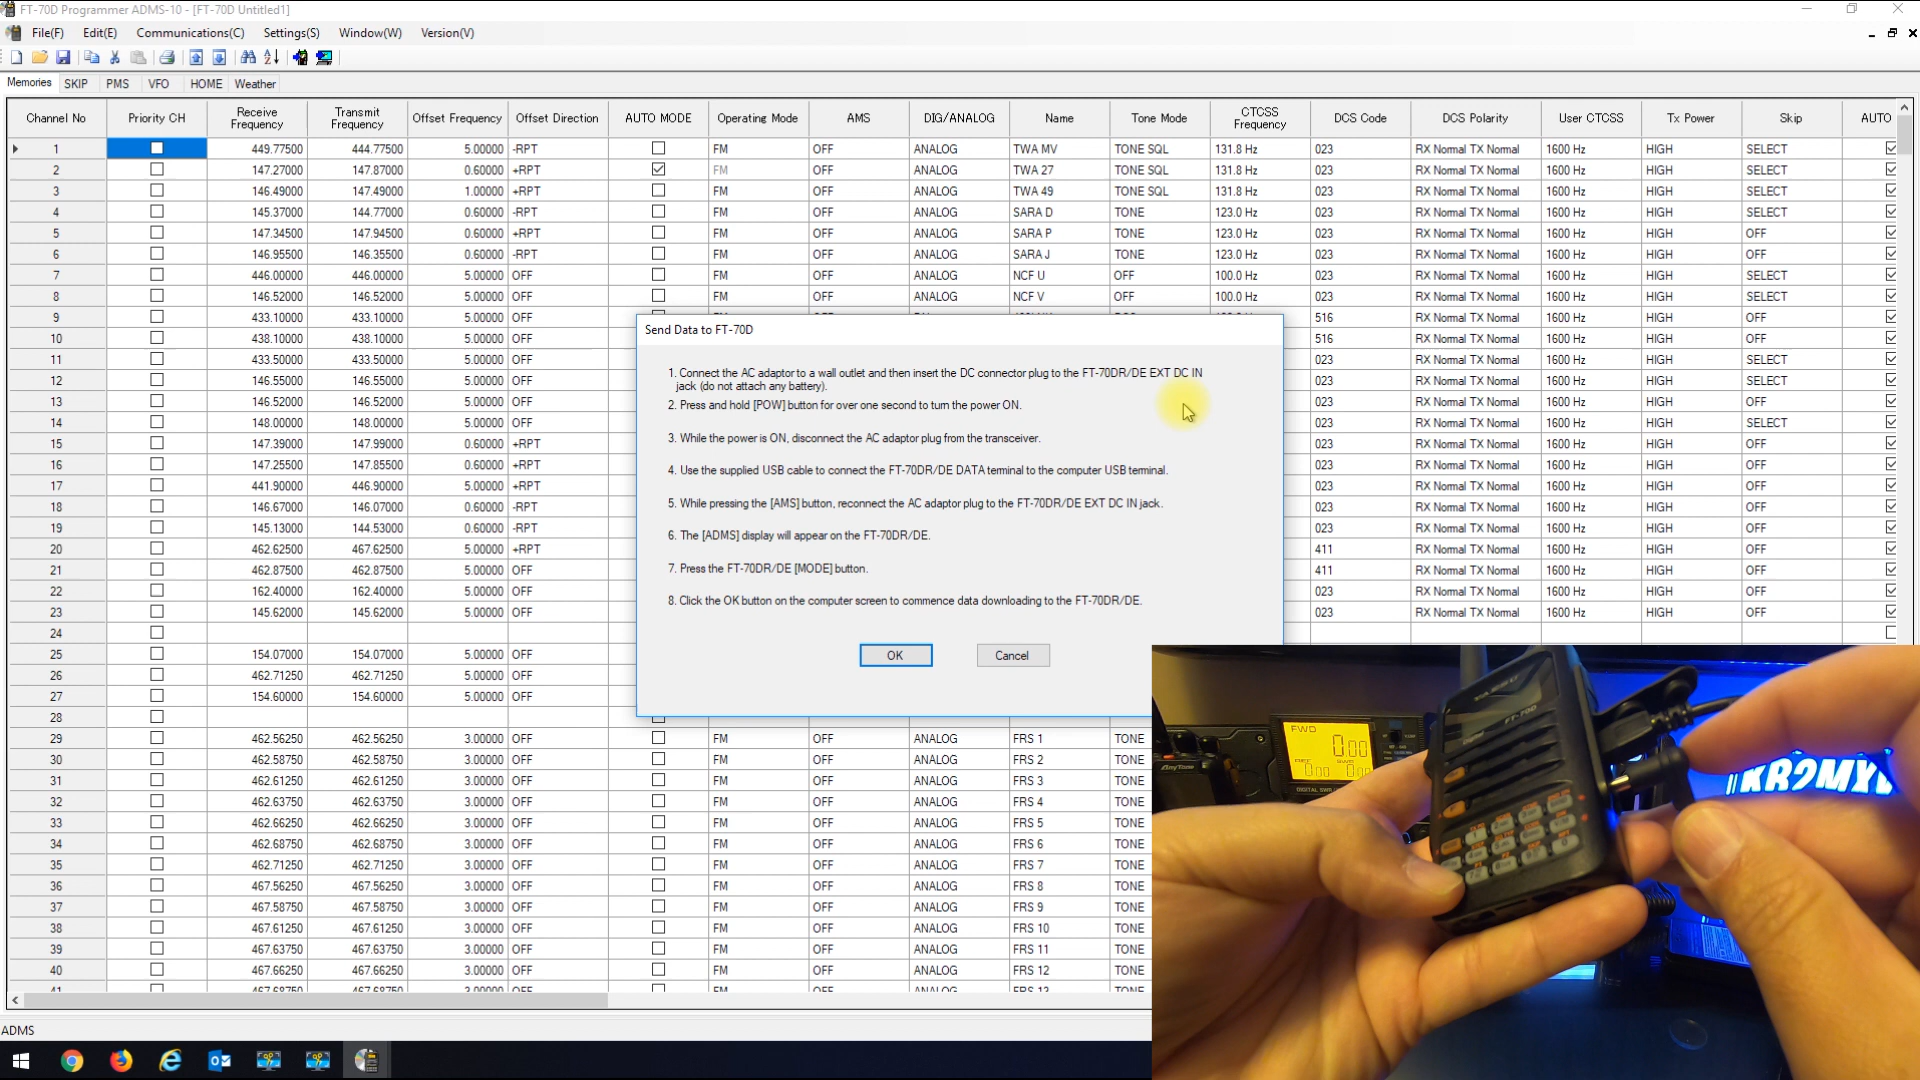 FT-70D Programmer ADMS-10 - [FT-70D Untitled1]
File(F) Edit(E) Communications(C) Settings(S) Window(W) Version(V)
Memories SKIP PMS VFO HOME Weather
Channel No Priority CH Receive Frequency Transmit Frequency Offset Frequency Offset Direction AUTO MODE Operating Mode AMS DIG/ANALOG Name Tone Mode CTCSS Frequency DCS Code DCS Polarity User CTCSS Tx Power Skip AUTO
1 449.77500 444.77500 5.00000 -RPT FM OFF ANALOG TWA MV TONE SQL 131.8 Hz 023 RX Normal TX Normal 1600 Hz HIGH SELECT
2 147.27000 147.87000 0.60000 +RPT FM OFF ANALOG TWA 27 TONE SQL 131.8 Hz 023 RX Normal TX Normal 1600 Hz HIGH SELECT
3 146.49000 147.49000 1.00000 +RPT FM OFF ANALOG TWA 49 TONE SQL 131.8 Hz 023 RX Normal TX Normal 1600 Hz HIGH SELECT
4 145.37000 144.77000 0.60000 -RPT FM OFF ANALOG SARA D TONE 123.0 Hz 023 RX Normal TX Normal 1600 Hz HIGH SELECT
5 147.34500 147.94500 0.60000 +RPT FM OFF ANALOG SARA P TONE 123.0 Hz 023 RX Normal TX Normal 1600 Hz HIGH OFF
6 146.95500 146.35500 0.60000 -RPT FM OFF ANALOG SARA J TONE 123.0 Hz 023 RX Normal TX Normal 1600 Hz HIGH OFF
7 446.00000 446.00000 5.00000 OFF FM OFF ANALOG NCF U OFF 100.0 Hz 023 RX Normal TX Normal 1600 Hz HIGH SELECT
8 146.52000 146.52000 5.00000 OFF FM OFF ANALOG NCF V OFF 100.0 Hz 023 RX Normal TX Normal 1600 Hz HIGH SELECT
9 433.10000 433.10000 5.00000 OFF 516 RX Normal TX Normal 1600 Hz HIGH OFF
10 438.10000 438.10000 5.00000 OFF 516 RX Normal TX Normal 1600 Hz HIGH OFF
11 433.50000 433.50000 5.00000 OFF 023 RX Normal TX Normal 1600 Hz HIGH SELECT
12 146.55000 146.55000 5.00000 OFF 023 RX Normal TX Normal 1600 Hz HIGH SELECT
13 146.52000 146.52000 5.00000 OFF 023 RX Normal TX Normal 1600 Hz HIGH OFF
14 148.00000 148.00000 5.00000 OFF 023 RX Normal TX Normal 1600 Hz HIGH SELECT
15 147.39000 147.99000 0.60000 +RPT 023 RX Normal TX Normal 1600 Hz HIGH OFF
16 147.25500 147.85500 0.60000 +RPT 023 RX Normal TX Normal 1600 Hz HIGH OFF
17 441.90000 446.90000 5.00000 +RPT 023 RX Normal TX Normal 1600 Hz HIGH OFF
18 146.67000 146.07000 0.60000 -RPT 023 RX Normal TX Normal 1600 Hz HIGH OFF
19 145.13000 144.53000 0.60000 -RPT 023 RX Normal TX Normal 1600 Hz HIGH OFF
20 462.62500 467.62500 5.00000 +RPT 411 RX Normal TX Normal 1600 Hz HIGH OFF
21 462.87500 462.87500 5.00000 OFF 411 RX Normal TX Normal 1600 Hz HIGH OFF
22 162.40000 162.40000 5.00000 OFF 023 RX Normal TX Normal 1600 Hz HIGH OFF
23 145.62000 145.62000 5.00000 OFF 023 RX Normal TX Normal 1600 Hz HIGH OFF
24
25 154.07000 154.07000 5.00000 OFF
26 462.71250 462.71250 5.00000 OFF
27 154.60000 154.60000 5.00000 OFF
28
29 462.56250 462.56250 3.00000 OFF FM OFF ANALOG FRS 1 TONE
30 462.58750 462.58750 3.00000 OFF FM OFF ANALOG FRS 2 TONE
31 462.61250 462.61250 3.00000 OFF FM OFF ANALOG FRS 3 TONE
32 462.63750 462.63750 3.00000 OFF FM OFF ANALOG FRS 4 TONE
33 462.66250 462.66250 3.00000 OFF FM OFF ANALOG FRS 5 TONE
34 462.68750 462.68750 3.00000 OFF FM OFF ANALOG FRS 6 TONE
35 462.71250 462.71250 3.00000 OFF FM OFF ANALOG FRS 7 TONE
36 467.56250 467.56250 3.00000 OFF FM OFF ANALOG FRS 8 TONE
37 467.58750 467.58750 3.00000 OFF FM OFF ANALOG FRS 9 TONE
38 467.61250 467.61250 3.00000 OFF FM OFF ANALOG FRS 10 TONE
39 467.63750 467.63750 3.00000 OFF FM OFF ANALOG FRS 11 TONE
40 467.66250 467.66250 3.00000 OFF FM OFF ANALOG FRS 12 TONE
41 467.68750 467.68750 3.00000 OFF FM OFF ANALOG FRS 13 TONE
Send Data to FT-70D
1. Connect the AC adaptor to a wall outlet and then insert the DC connector plug to the FT-70DR/DE EXT DC IN
jack (do not attach any battery).
2. Press and hold [POW] button for over one second to turn the power ON.
3. While the power is ON, disconnect the AC adaptor plug from the transceiver.
4. Use the supplied USB cable to connect the FT-70DR/DE DATA terminal to the computer USB terminal.
5. While pressing the [AMS] button, reconnect the AC adaptor plug to the FT-70DR/DE EXT DC IN jack.
6. The [ADMS] display will appear on the FT-70DR/DE.
7. Press the FT-70DR/DE [MODE] button.
8. Click the OK button on the computer screen to commence data downloading to the FT-70DR/DE.
OK Cancel
ADMS
YAESU
FT-70D
FWD
0.00
AnyTone
KR2MXV